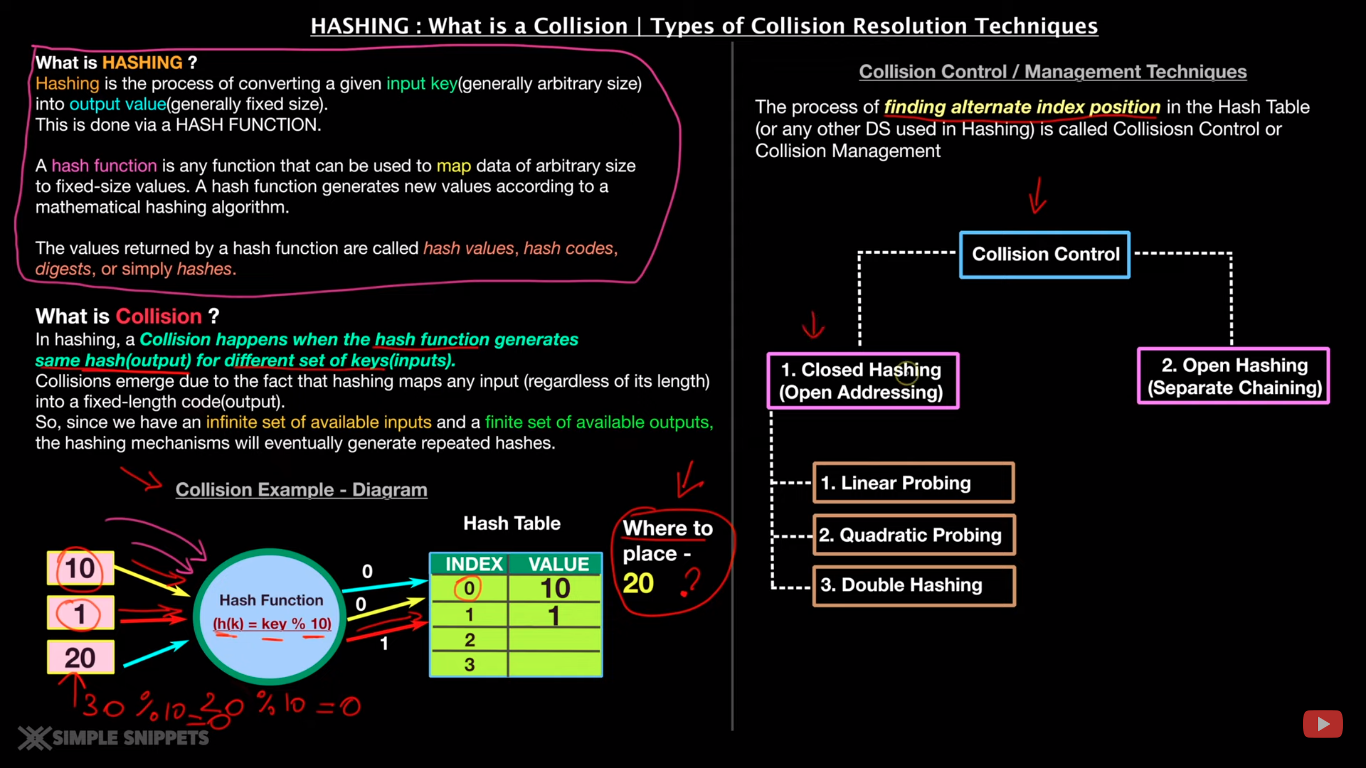 HASHING : What is a Collision | Types of Collision Resolution Techniques
What is HASHING ?
Hashing is the process of converting a given input key(generally arbitrary size)
into output value(generally fixed size).
This is done via a HASH FUNCTION.
A hash function is any function that can be used to map data of arbitrary size
to fixed-size values. A hash function generates new values according to a
mathematical hashing algorithm.
The values returned by a hash function are called hash values, hash codes,
digests, or simply hashes.
What is Collision ?
In hashing, a Collision happens when the hash function generates
same hash(output) for different set of keys(inputs).
Collisions emerge due to the fact that hashing maps any input (regardless of its length)
into a fixed-length code(output).
So, since we have an infinite set of available inputs and a finite set of available outputs,
the hashing mechanisms will eventually generate repeated hashes.
Collision Example - Diagram
10
1
20
Hash Function
(h(k) = key % 10)
0
0
1
Hash Table
INDEX VALUE
0 10
1 1
2
3
Where to
place -
20 ?
30 %10=0 20 %10 = 0
SIMPLE SNIPPETS
Collision Control / Management Techniques
The process of finding alternate index position in the Hash Table
(or any other DS used in Hashing) is called Collisiosn Control or
Collision Management
Collision Control
1. Closed Hashing
(Open Addressing)
2. Open Hashing
(Separate Chaining)
1. Linear Probing
2. Quadratic Probing
3. Double Hashing